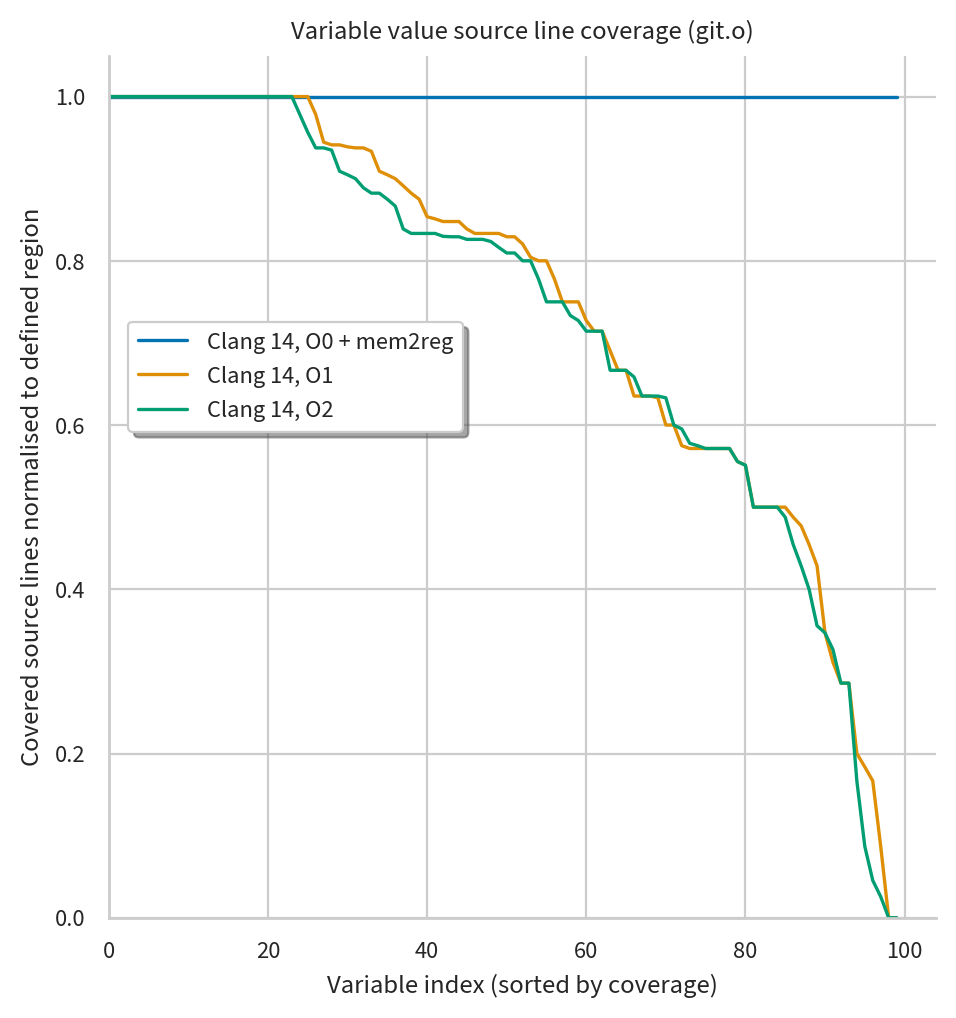 Variable value source line coverage (git.o)
Covered source lines normalised to defined region
1.0
0.8
0.6
0.4
0.2
0.0
Clang 14, O0 + mem2reg
Clang 14, O1
Clang 14, O2
0 20 40 60 80 100
Variable index (sorted by coverage)